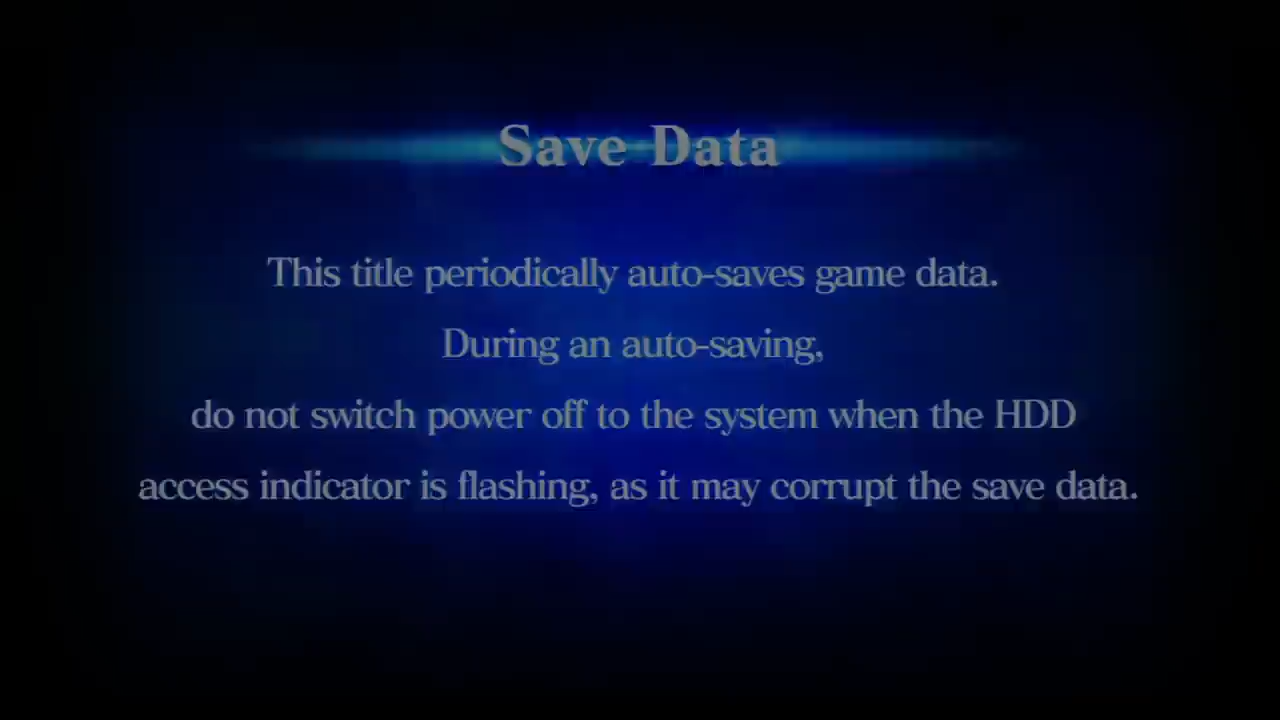 Save Data
This title periodically auto-saves game data.
During an auto-saving,
do not switch power off to the system when the HDD
access indicator is flashing, as it may corrupt the save data.